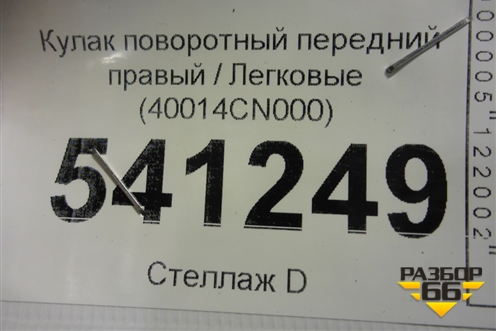 Кулак поворотный передний
правый / Легковые
(40014CN000)
541249
Стеллаж D
РАЗБОР
66